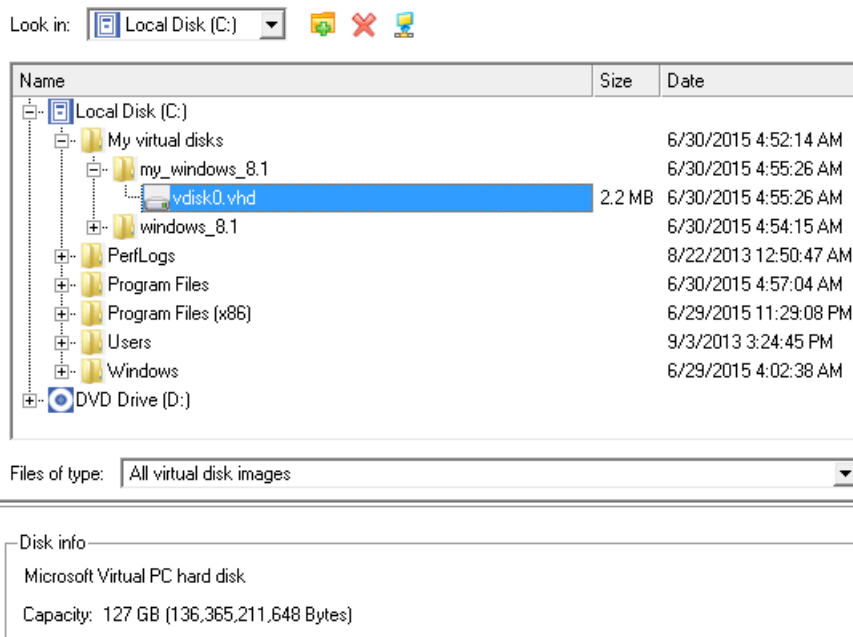 Look in: Local Disk (C:)
Name Size Date
Local Disk (C:)
My virtual disks 6/30/2015 4:52:14 AM
my_windows_8.1 6/30/2015 4:55:26 AM
vdisk0.vhd 2.2 MB 6/30/2015 4:55:26 AM
windows_8.1 6/30/2015 4:54:15 AM
PerfLogs 8/22/2013 12:50:47 AM
Program Files 6/30/2015 4:57:04 AM
Program Files (x86) 6/29/2015 11:29:08 PM
Users 9/3/2013 3:24:45 PM
Windows 6/29/2015 4:02:38 AM
DVD Drive (D:)
Files of type: All virtual disk images
Disk info
Microsoft Virtual PC hard disk
Capacity: 127 GB (136,365,211,648 Bytes)